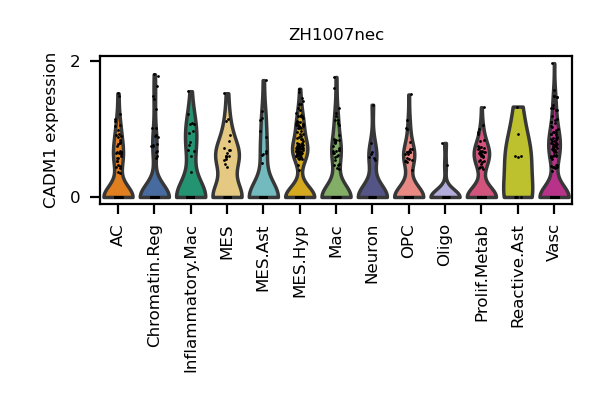 ZH1007nec
CADM1 expression
2
0
AC
Chromatin.Reg
Inflammatory.Mac
MES
MES.Ast
MES.Hyp
Mac
Neuron
OPC
Oligo
Prolif.Metab
Reactive.Ast
Vasc